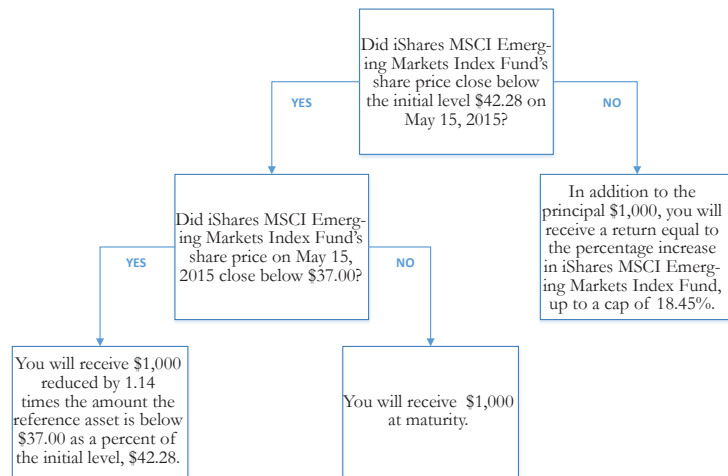 Did iShares MSCI Emerg-
ing Markets Index Fund's
share price close below
the initial level $42.28 on
May 15, 2015?
YES
NO
Did iShares MSCI Emerg-
ing Markets Index Fund's
share price on May 15,
2015 close below $37.00?
In addition to the
principal $1,000, you will
receive a return equal to
the percentage increase
in iShares MSCI Emerg-
ing Markets Index Fund,
up to a cap of 18.45%.
YES
NO
You will receive $1,000
reduced by 1.14
times the amount the
reference asset is below
$37.00 as a percent of
the initial level, $42.28.
You will receive $1,000
at maturity.